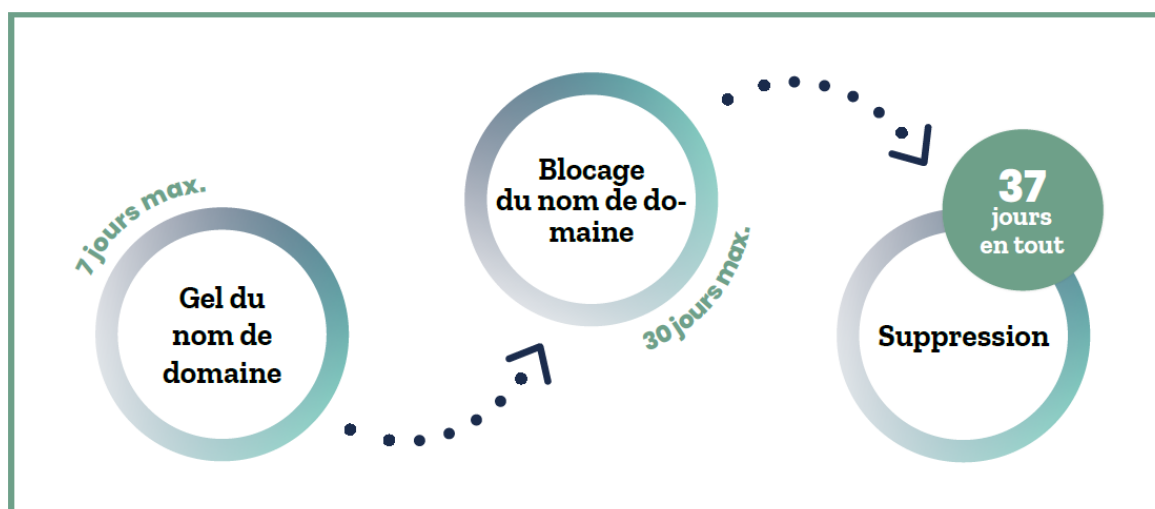 7 jours max.
Gel du
nom de
domaine
Blocage
du nom de do-
maine
30 jours max.
37
jours
en tout
Suppression